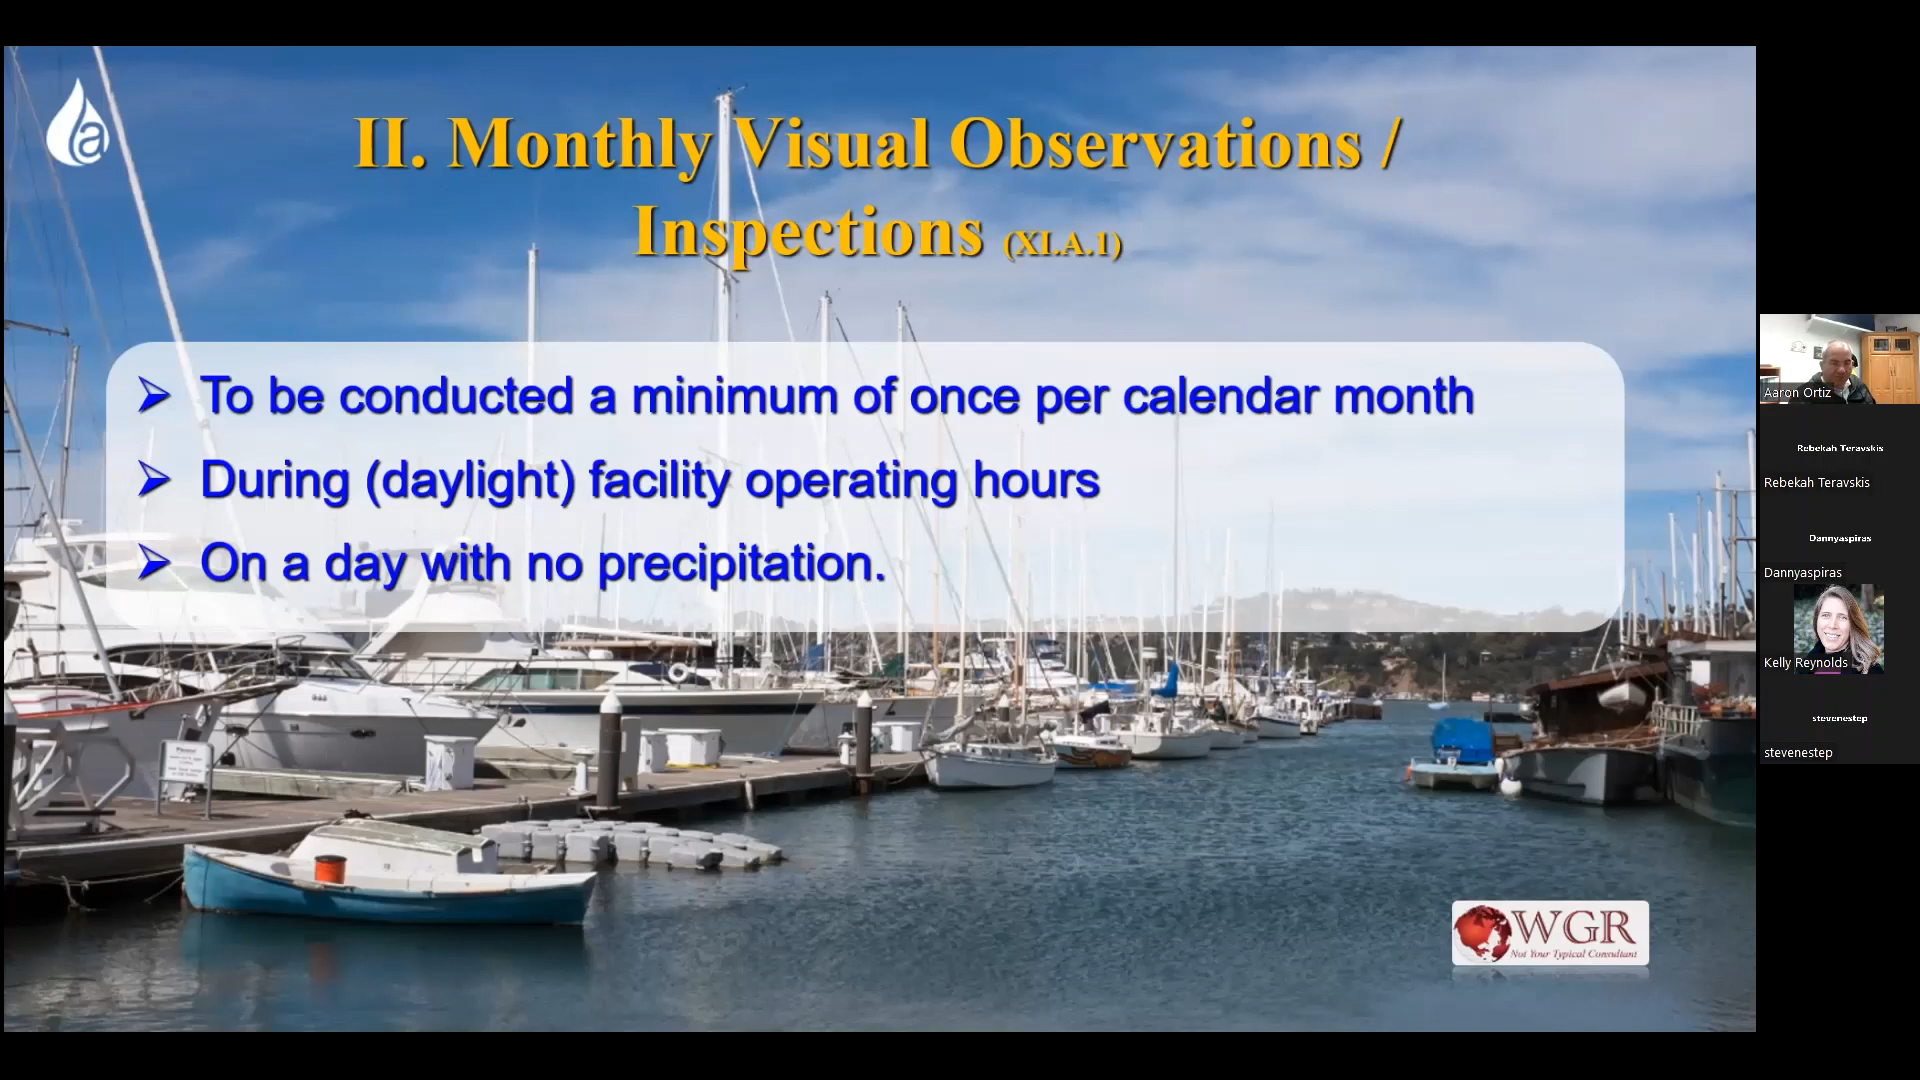 II. Monthly Visual Observations /
Inspections (XI.A.1)
➢ To be conducted a minimum of once per calendar month
➢ During (daylight) facility operating hours
➢ On a day with no precipitation.
a
WGR
Not Your Typical Consultant
Aaron Ortiz
Rebekah Teravskis
Rebekah Teravskis
Dannyaspiras
Dannyaspiras
Kelly Reynolds
stevenestep
stevenestep